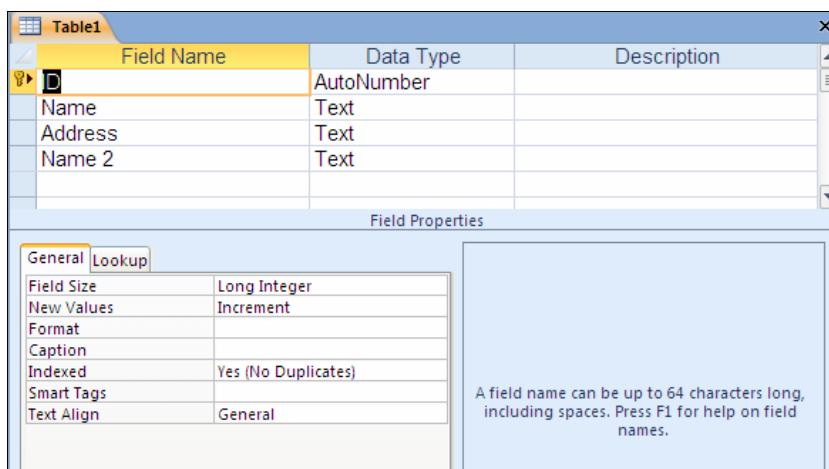 Table1
Field Name Data Type Description
ID AutoNumber
Name Text
Address Text
Name 2 Text
Field Properties
General Lookup
Field Size Long Integer
New Values Increment
Format
Caption
Indexed Yes (No Duplicates)
Smart Tags
Text Align General
A field name can be up to 64 characters long,
including spaces. Press F1 for help on field
names.